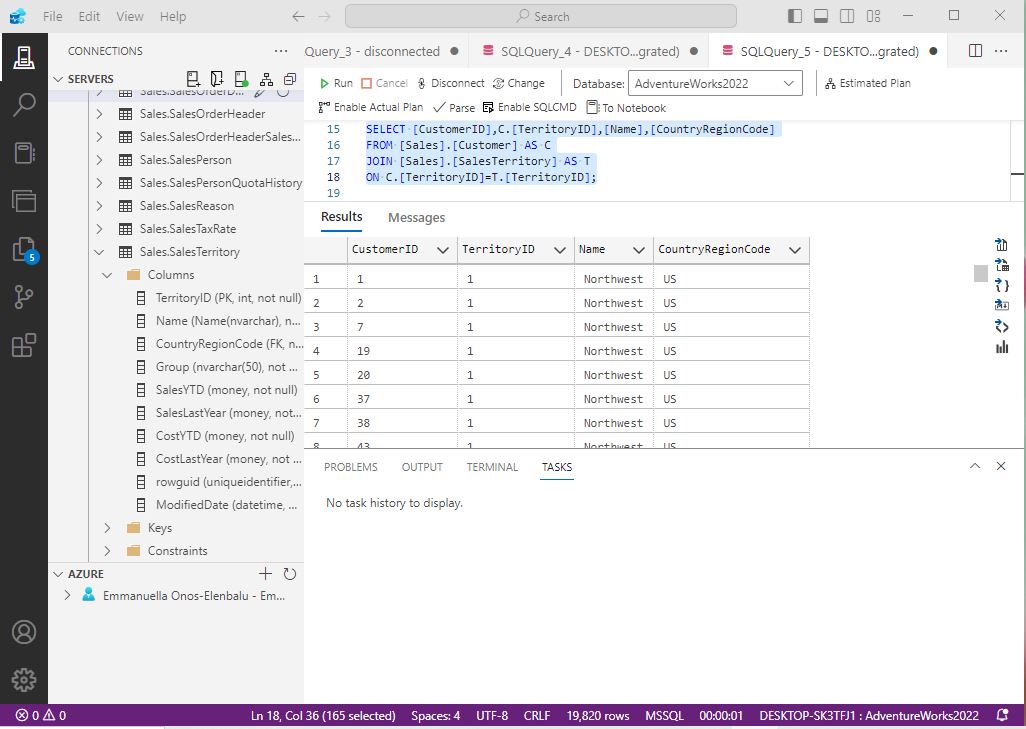 File Edit View Help
Search
CONNECTIONS
Query_3 - disconnected
SQLQuery_4 - DESKTO...grated)
SQLQuery_5 - DESKTO...grated)
SERVERS
Run Cancel Disconnect Change Database: AdventureWorks2022 Estimated Plan
Enable Actual Plan Parse Enable SQLCMD To Notebook
Sales.SalesOrderD...
Sales.SalesOrderHeader
Sales.SalesOrderHeaderSales...
Sales.SalesPerson
Sales.SalesPersonQuotaHistory
Sales.SalesReason
Sales.SalesTaxRate
Sales.SalesTerritory
Columns
TerritoryID (PK, int, not null)
Name (Name(nvarchar), n...
CountryRegionCode (FK, n...
Group (nvarchar(50), not ...
SalesYTD (money, not null)
SalesLastYear (money, not...
CostYTD (money, not null)
CostLastYear (money, not ...
rowguid (uniqueidentifier,...
ModifiedDate (datetime, ...
Keys
Constraints
AZURE
Emmanuella Onos-Elenbalu - Em...
5
15 SELECT [CustomerID],C.[TerritoryID],[Name],[CountryRegionCode]
16 FROM [Sales].[Customer] AS C
17 JOIN [Sales].[SalesTerritory] AS T
18 ON C.[TerritoryID]=T.[TerritoryID];
19
Results Messages
CustomerID TerritoryID Name CountryRegionCode
1 1 1 Northwest US
2 2 1 Northwest US
3 7 1 Northwest US
4 19 1 Northwest US
5 20 1 Northwest US
6 37 1 Northwest US
7 38 1 Northwest US
8 43 1 Northwest US
PROBLEMS OUTPUT TERMINAL TASKS
No task history to display.
0 0 Ln 18, Col 36 (165 selected) Spaces: 4 UTF-8 CRLF 19,820 rows MSSQL 00:00:01 DESKTOP-SK3TFJ1 : AdventureWorks2022